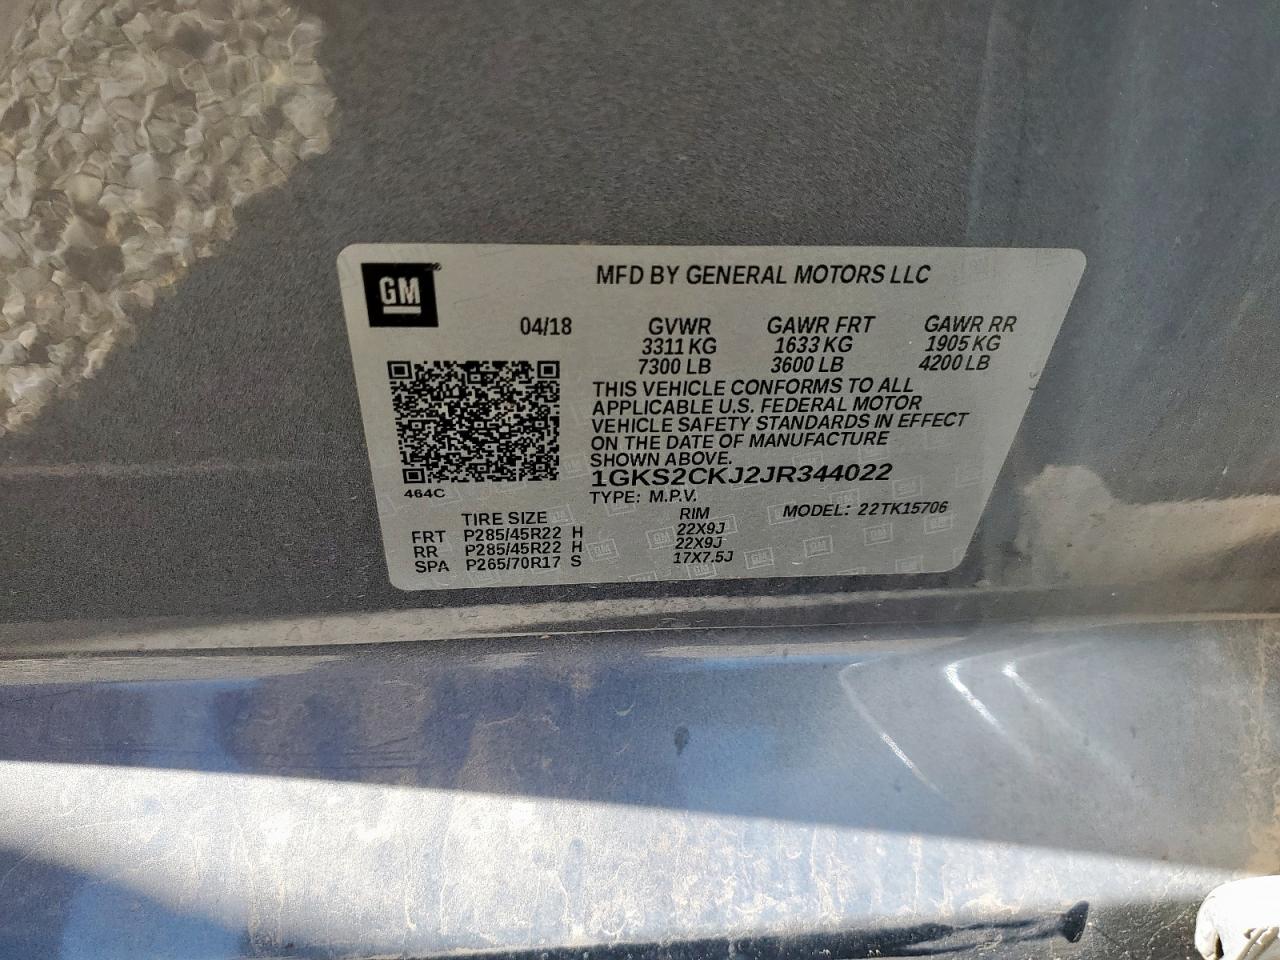 GM
MFD BY GENERAL MOTORS LLC
04/18 GVWR GAWR FRT GAWR RR
3311 KG 1633 KG 1905 KG
7300 LB 3600 LB 4200 LB
THIS VEHICLE CONFORMS TO ALL
APPLICABLE U.S. FEDERAL MOTOR
VEHICLE SAFETY STANDARDS IN EFFECT
ON THE DATE OF MANUFACTURE
SHOWN ABOVE.
1GKS2CKJ2JR344022
464C
TYPE: M.P.V. MODEL: 22TK15706
TIRE SIZE RIM
FRT P285/45R22 H 22X9J
RR P285/45R22 H 22X9J
SPA P265/70R17 S 17X7.5J